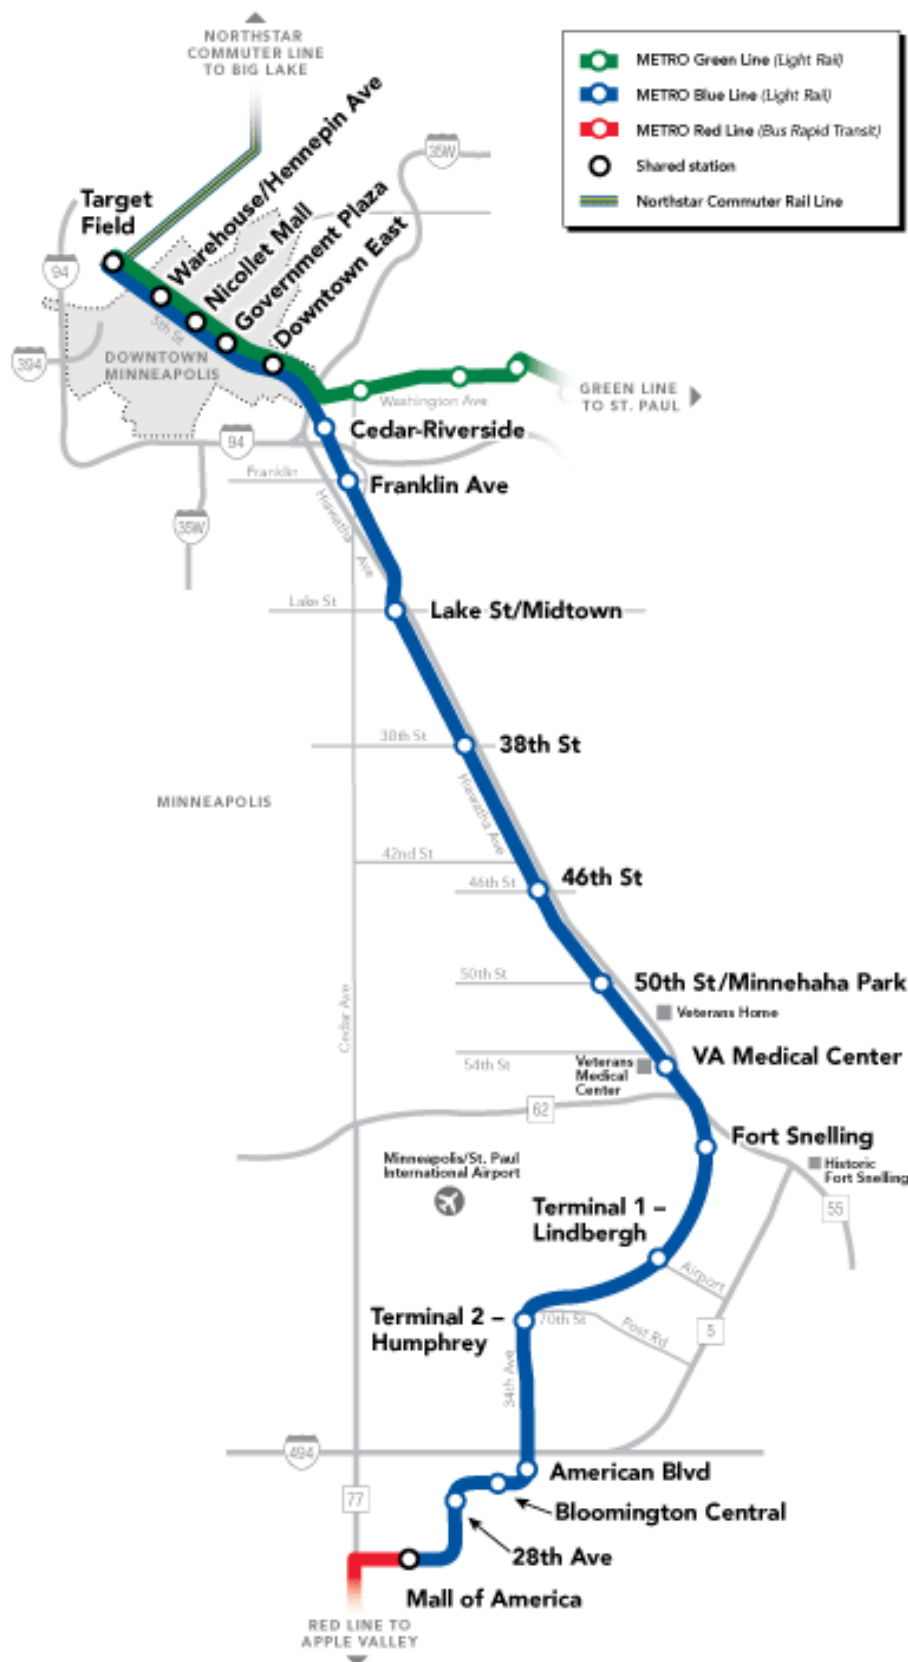 NORTHSTAR
COMMUTER LINE
TO BIG LAKE
METRO Green Line (Light Rail)
METRO Blue Line (Light Rail)
METRO Red Line (Bus Rapid Transit)
Shared station
Northstar Commuter Rail Line
35W
Target
Field
Warehouse/Hennepin Ave
Nicollet Mall
Government Plaza
Downtown East
94
394
5th St
DOWNTOWN
MINNEAPOLIS
GREEN LINE
TO ST. PAUL
Washington Ave
Cedar-Riverside
94
Franklin
Franklin Ave
35W
Hiawatha Ave
Lake St
Lake St/Midtown
38th St
38th St
MINNEAPOLIS
Hiawatha Ave
42nd St
46th St
46th St
50th St
50th St/Minnehaha Park
Cedar Ave
Veterans Home
54th St
Veterans
Medical
Center
VA Medical Center
62
Fort Snelling
Minneapolis/St. Paul
International Airport
Historic
Fort Snelling
55
Terminal 1 –
Lindbergh
Airport
Terminal 2 –
Humphrey
70th St
Post Rd
5
34th Ave
494
American Blvd
77
Bloomington Central
28th Ave
Mall of America
RED LINE TO
APPLE VALLEY